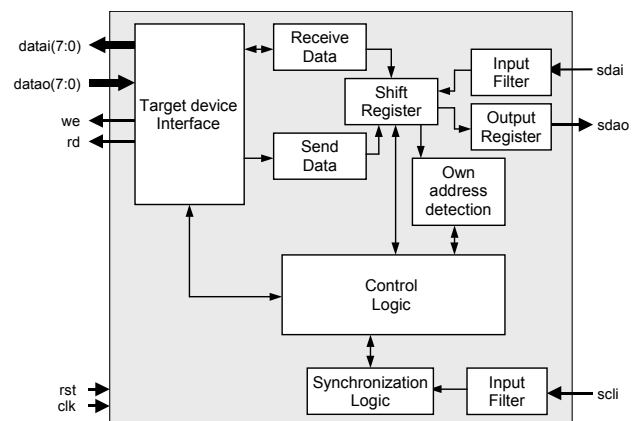 datai(7:0)
datao(7:0)
we
rd
Target device
Interface
Receive
Data
Send
Data
Shift
Register
Input
Filter
sdai
Output
Register
sdao
Own
address
detection
Control
Logic
rst
clk
Synchronization
Logic
Input
Filter
scli